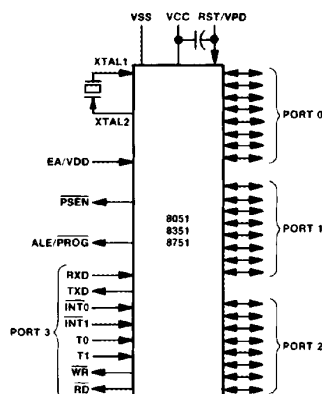 VSS VCC RST/VPD
XTAL1
XTAL2
EA/VDD
PSEN
ALE/PROG
8051
8351
8751
PORT 0
PORT 1
PORT 2
PORT 3
RXD
TXD
INT0
INT1
T0
T1
WR
RD